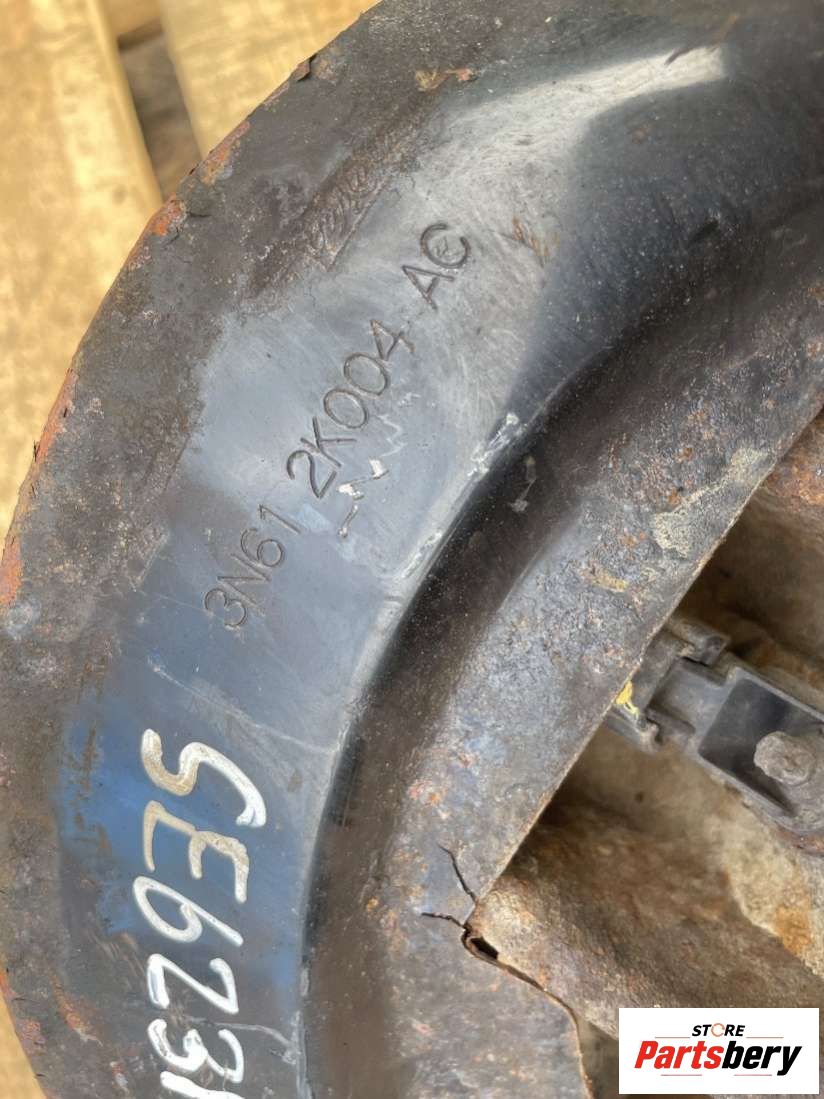 3N61 2K004 AC
SE6231
STORE
Partsbery